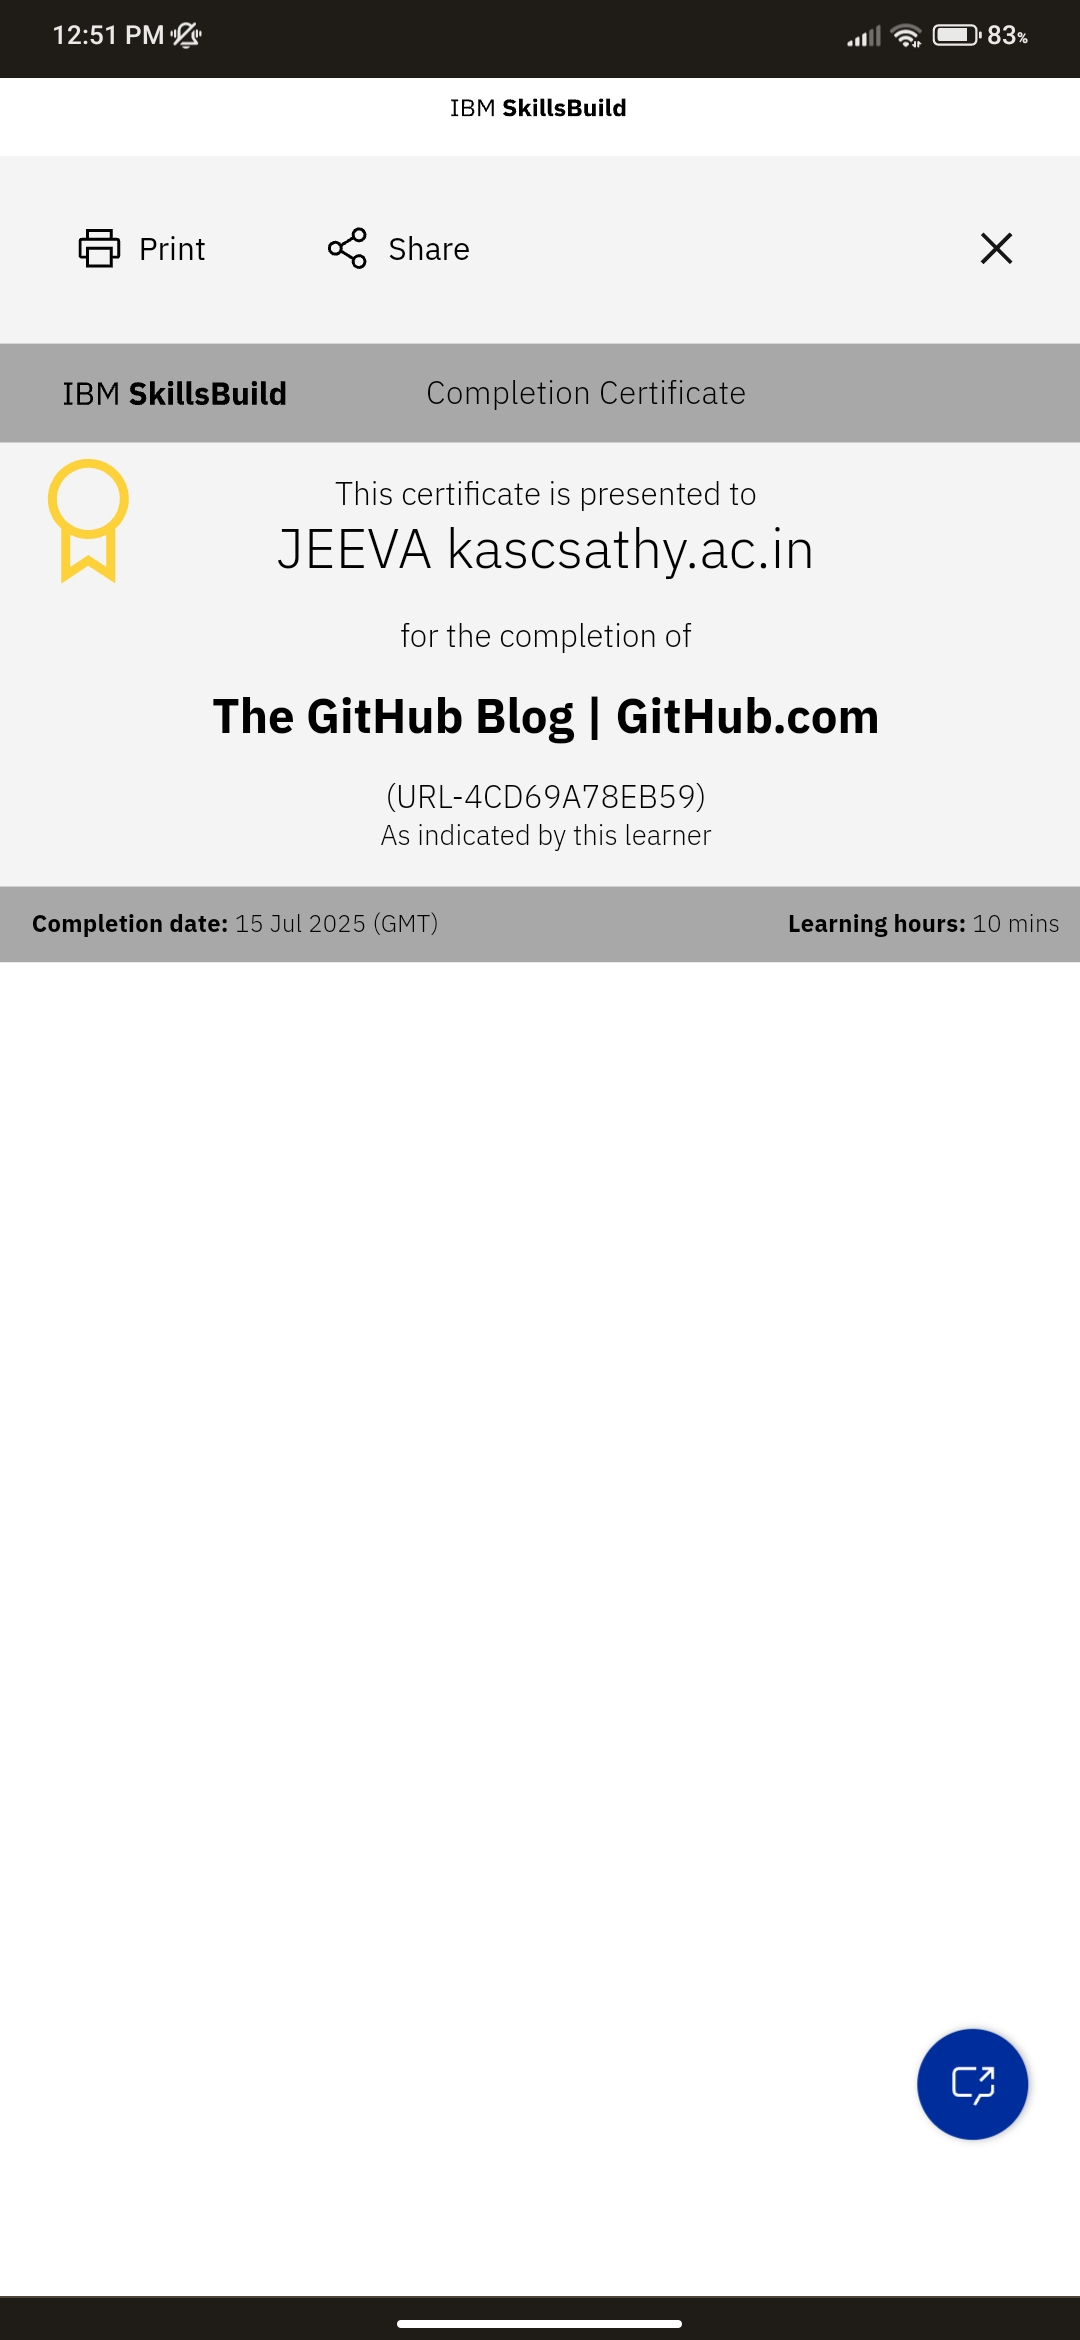 12:51 PM 83%
IBM SkillsBuild
Print Share
IBM SkillsBuild Completion Certificate
This certificate is presented to
JEEVA kascsathy.ac.in
for the completion of
The GitHub Blog | GitHub.com
(URL-4CD69A78EB59)
As indicated by this learner
Completion date: 15 Jul 2025 (GMT) Learning hours: 10 mins